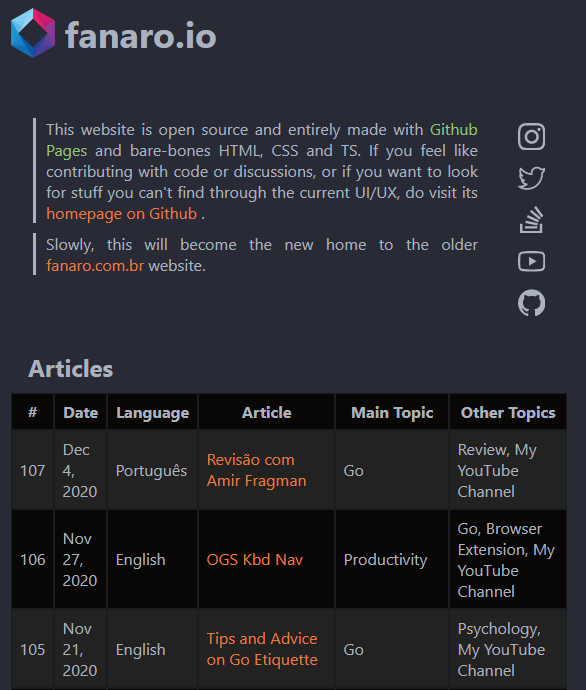 fanaro.io
This website is open source and entirely made with Github
Pages and bare-bones HTML, CSS and TS. If you feel like
contributing with code or discussions, or if you want to look
for stuff you can't find through the current UI/UX, do visit its
homepage on Github .
Slowly, this will become the new home to the older
fanaro.com.br website.
Articles
# Date Language Article Main Topic Other Topics
107
Dec
4,
2020
Português
Revisão com
Amir Fragman
Go
Review, My
YouTube
Channel
106
Nov
27,
2020
English
OGS Kbd Nav
Productivity
Go, Browser
Extension, My
YouTube
Channel
105
Nov
21,
2020
English
Tips and Advice
on Go Etiquette
Go
Psychology,
My YouTube
Channel